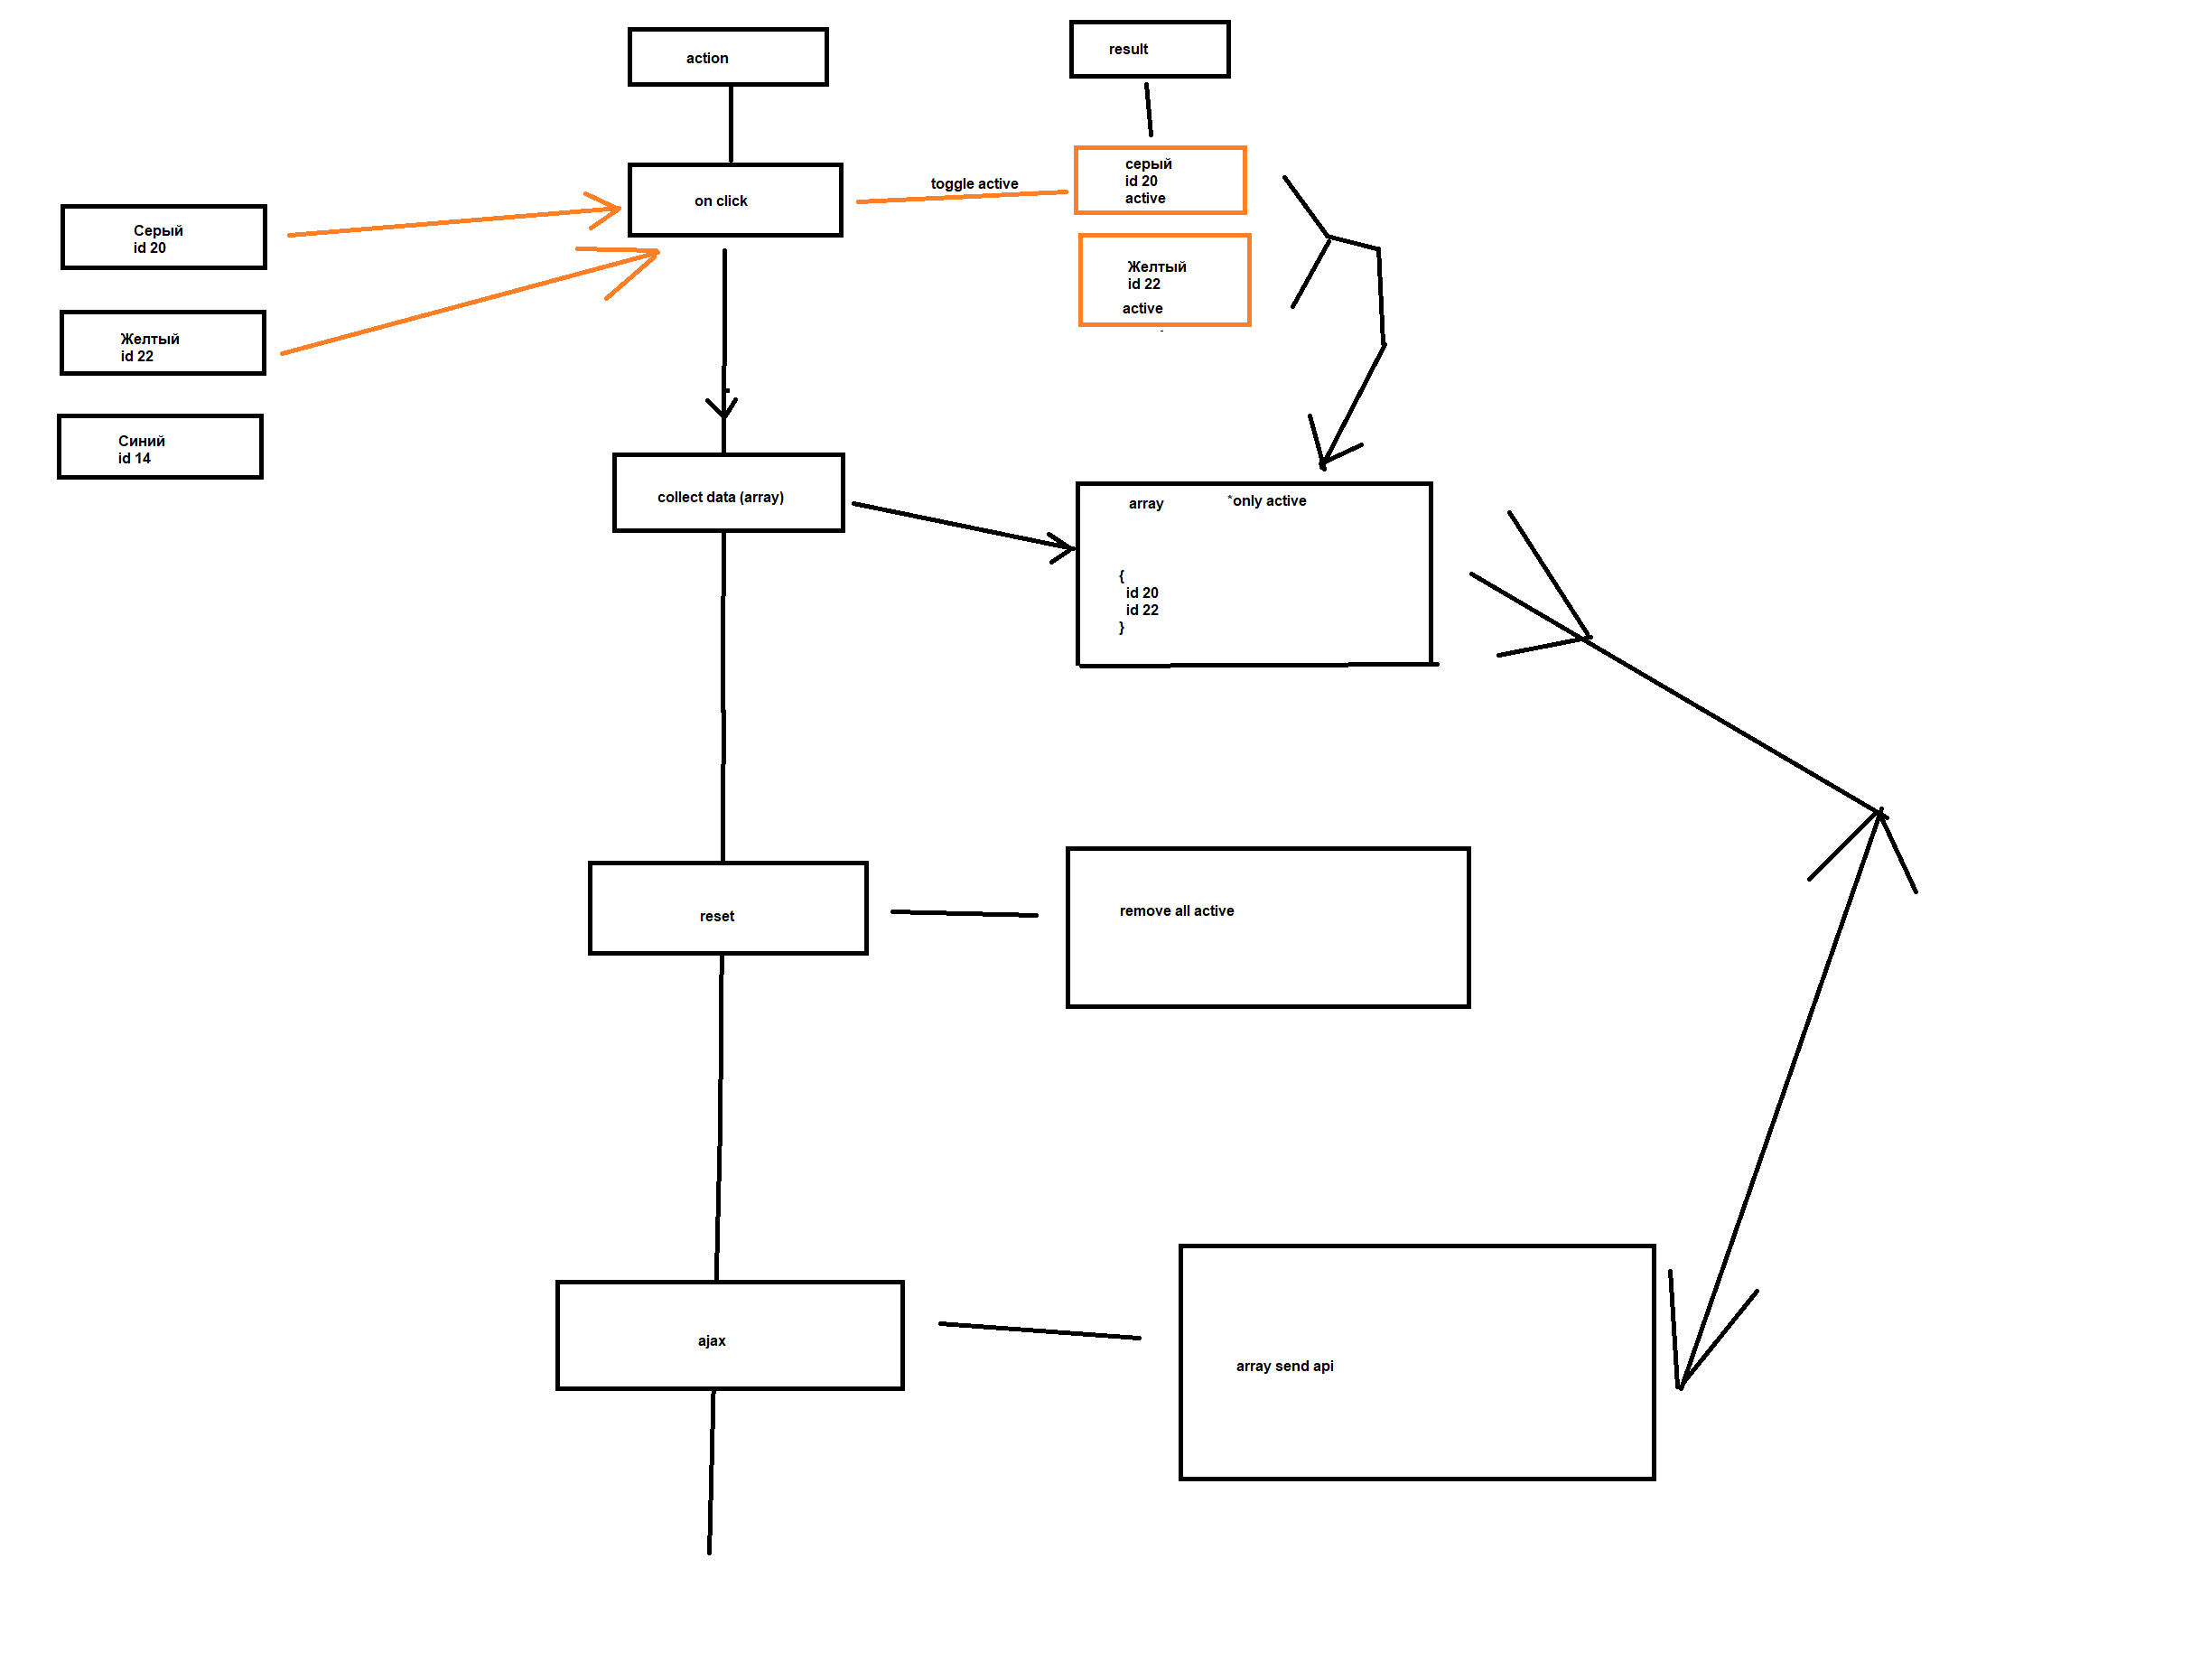 action
result
on click
toggle active
серый
id 20
active
Серый
id 20
Желтый
id 22
active
Желтый
id 22
Синий
id 14
collect data (array)
array *only active
{
id 20
id 22
}
reset
remove all active
ajax
array send api